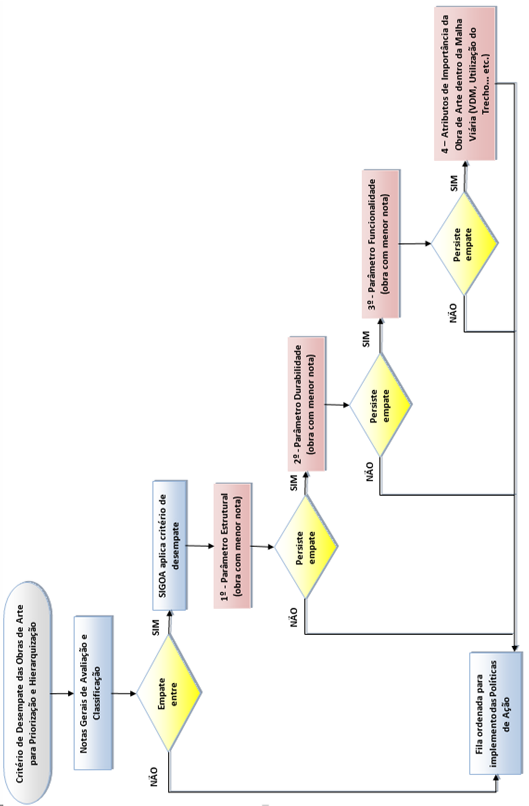 Critério de Desempate das Obras de Arte
para Priorização e Hierarquização
Notas Gerais de Avaliação e
Classificação
Empate
entre
NÃO
SIM
SIGOA aplica critério de
desempate
1º - Parâmetro Estrutural
(obra com menor nota)
Persiste
empate
NÃO
SIM
2º - Parâmetro Durabilidade
(obra com menor nota)
Persiste
empate
NÃO
SIM
3º - Parâmetro Funcionalidade
(obra com menor nota)
Persiste
empate
NÃO
SIM
4 – Atributos de Importância da
Obra de Arte dentro da Malha
Viária (VDM, Utilização do
Trecho... etc.)
Fila ordenada para
implemento das Políticas
de Ação